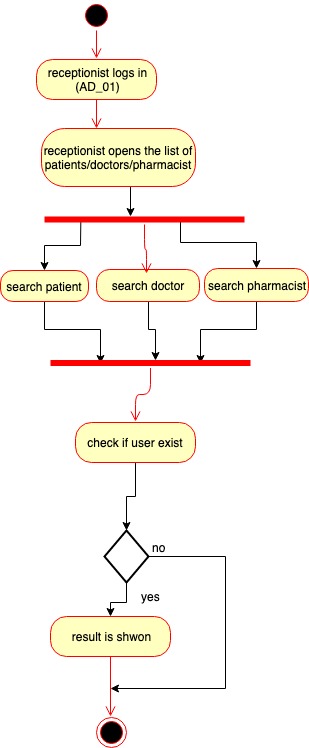 receptionist logs in
(AD_01)
receptionist opens the list of
patients/doctors/pharmacist
search patient
search doctor
search pharmacist
check if user exist
no
yes
result is shwon